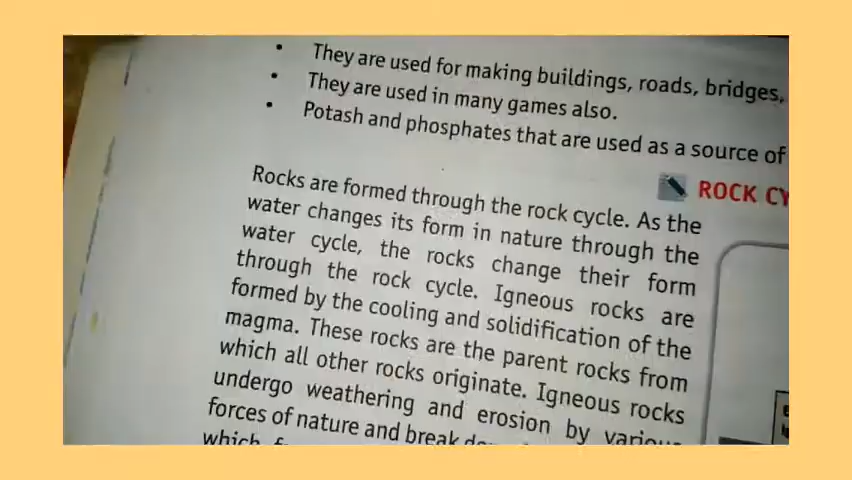 • They are used for making buildings, roads, bridges,
• They are used in many games also.
• Potash and phosphates that are used as a source of
ROCK CY
Rocks are formed through the rock cycle. As the
water changes its form in nature through the
water cycle, the rocks change their form
through the rock cycle. Igneous rocks are
formed by the cooling and solidification of the
magma. These rocks are the parent rocks from
which all other rocks originate. Igneous rocks
undergo weathering and erosion by various
forces of nature and break
which